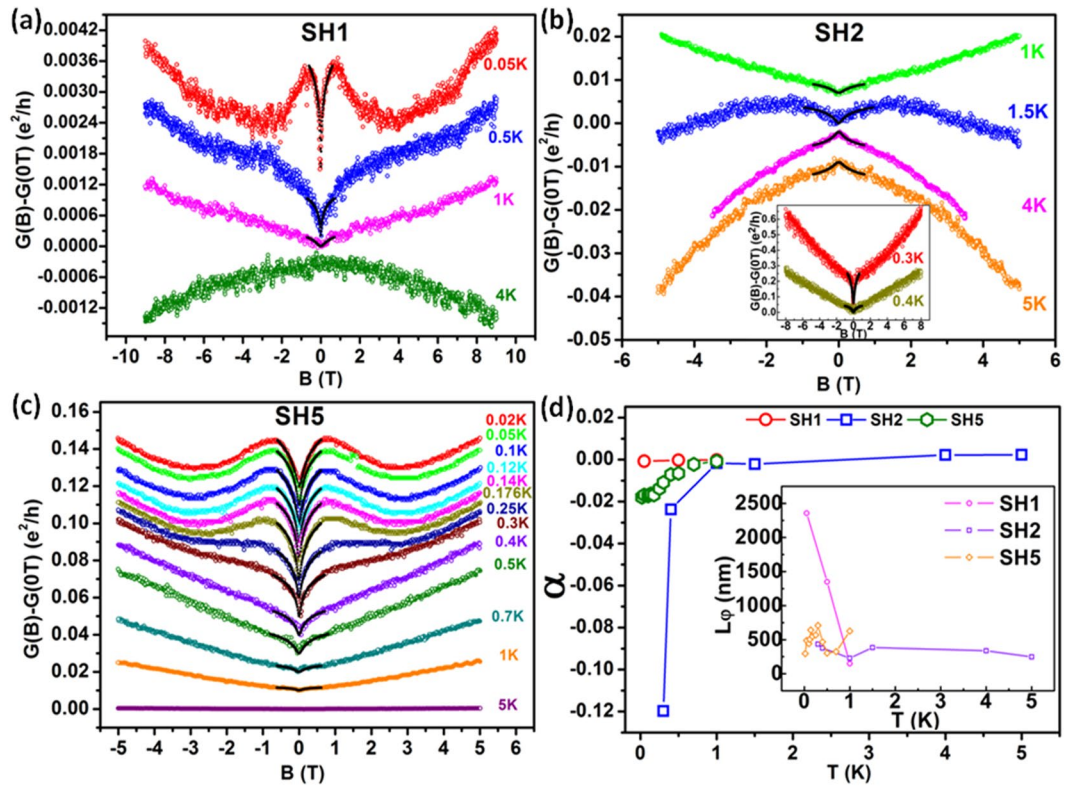 (a)
SH1
0.0042
0.0036
0.0030
0.0024
0.0018
0.0012
0.0006
0.0000
-0.0006
-0.0012
G(B)-G(0T) (e²/h)
0.05K
0.5K
1K
4K
-10 -8 -6 -4 -2 0 2 4 6 8 10
B (T)
(b)
SH2
0.02
0.01
0.00
-0.01
-0.02
-0.03
-0.04
-0.05
G(B)-G(0T) (e²/h)
1K
1.5K
4K
5K
0.6
0.5
0.4
0.3
0.2
0.1
0.0
G(B)-G(0T) (e²/h)
0.3K
0.4K
-8 -6 -4 -2 0 2 4 6 8
B (T)
-6 -4 -2 0 2 4 6
B (T)
(c)
SH5
0.16
0.14
0.12
0.10
0.08
0.06
0.04
0.02
0.00
G(B)-G(0T) (e²/h)
0.02K
0.05K
0.1K
0.12K
0.14K
0.176K
0.25K
0.3K
0.4K
0.5K
0.7K
1K
5K
-5 -4 -3 -2 -1 0 1 2 3 4 5 6
B (T)
(d)
0.02
0.00
-0.02
-0.04
-0.06
-0.08
-0.10
-0.12
α
SH1 SH2 SH5
2500
2250
1750
1500
1250
1000
750
500
250
0
Lφ (nm)
SH1
SH2
SH5
0 1 2 3 4 5
T (K)
0 1 2 3 4 5
T (K)